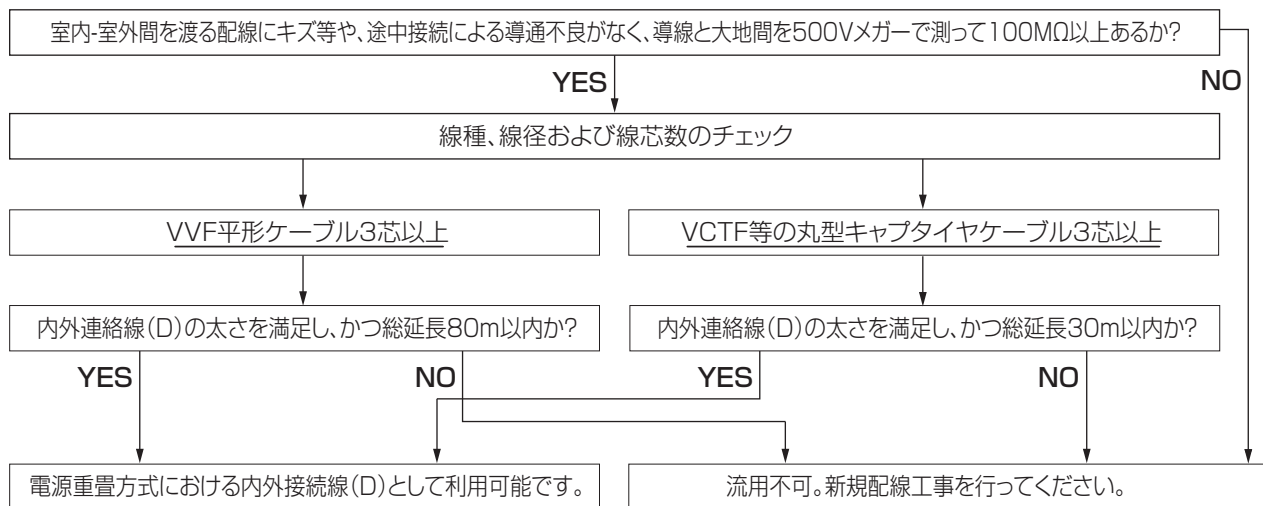 室内-室外間を渡る配線にキズ等や、途中接続による導通不良がなく、導線と大地間を500Vメガーで測って100MΩ以上あるか?
YES
NO
線種、線径および線芯数のチェック
VVF平形ケーブル3芯以上
VCTF等の丸型キャプタイヤケーブル3芯以上
内外連絡線(D)の太さを満足し、かつ総延長80m以内か?
内外連絡線(D)の太さを満足し、かつ総延長30m以内か?
YES
NO
YES
NO
電源重畳方式における内外接続線(D)として利用可能です。
流用不可。新規配線工事を行ってください。